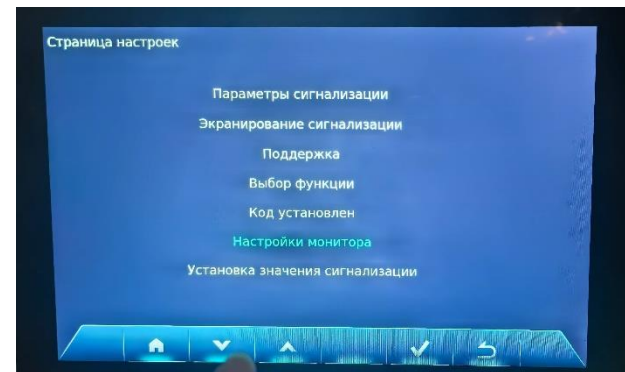 Страница настроек
Параметры сигнализации
Экранирование сигнализации
Поддержка
Выбор функции
Код установлен
Настройки монитора
Установка значения сигнализации